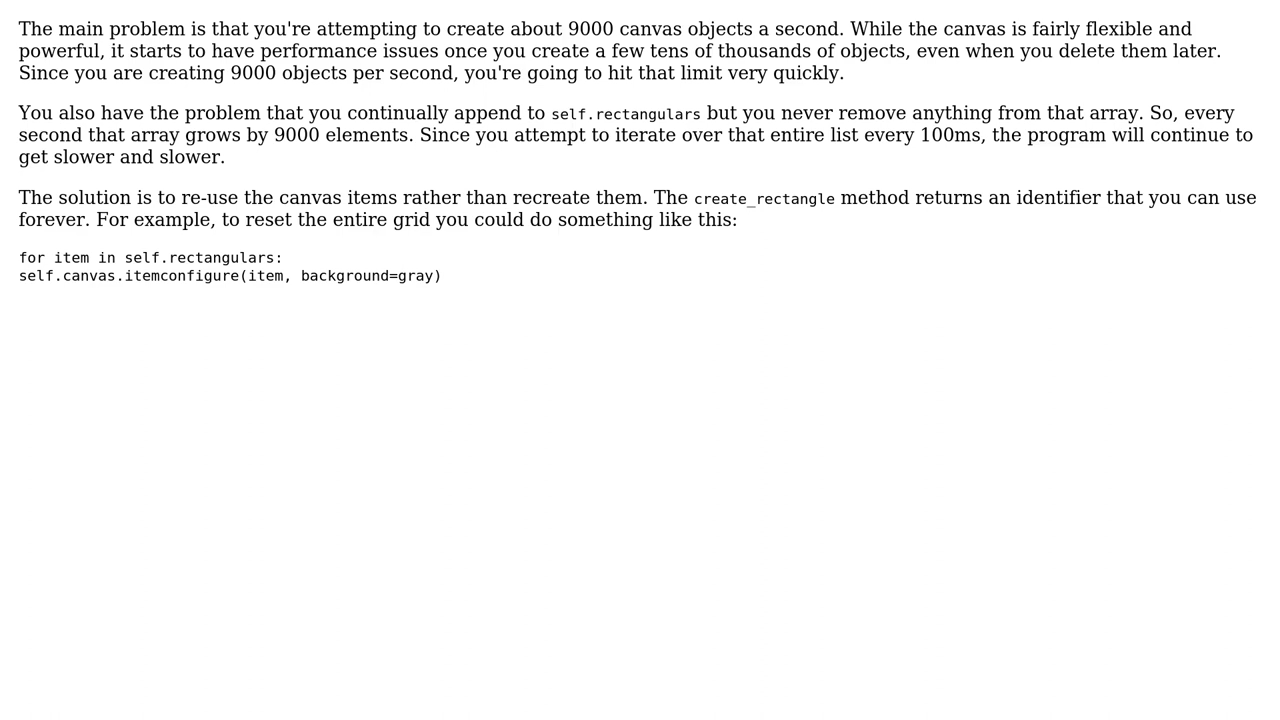 The main problem is that you're attempting to create about 9000 canvas objects a second. While the canvas is fairly flexible and
powerful, it starts to have performance issues once you create a few tens of thousands of objects, even when you delete them later.
Since you are creating 9000 objects per second, you're going to hit that limit very quickly.
You also have the problem that you continually append to self.rectangulars but you never remove anything from that array. So, every
second that array grows by 9000 elements. Since you attempt to iterate over that entire list every 100ms, the program will continue to
get slower and slower.
The solution is to re-use the canvas items rather than recreate them. The create_rectangle method returns an identifier that you can use
forever. For example, to reset the entire grid you could do something like this:
for item in self.rectangulars:
self.canvas.itemconfigure(item, background=gray)